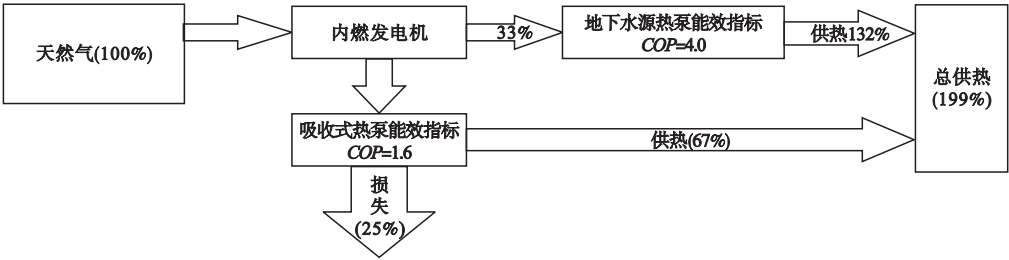 天然气(100%)
内燃发电机
33%
地下水源热泵能效指标
COP=4.0
供热132%
总供热
(199%)
吸收式热泵能效指标
COP=1.6
供热(67%)
损
失
(25%)